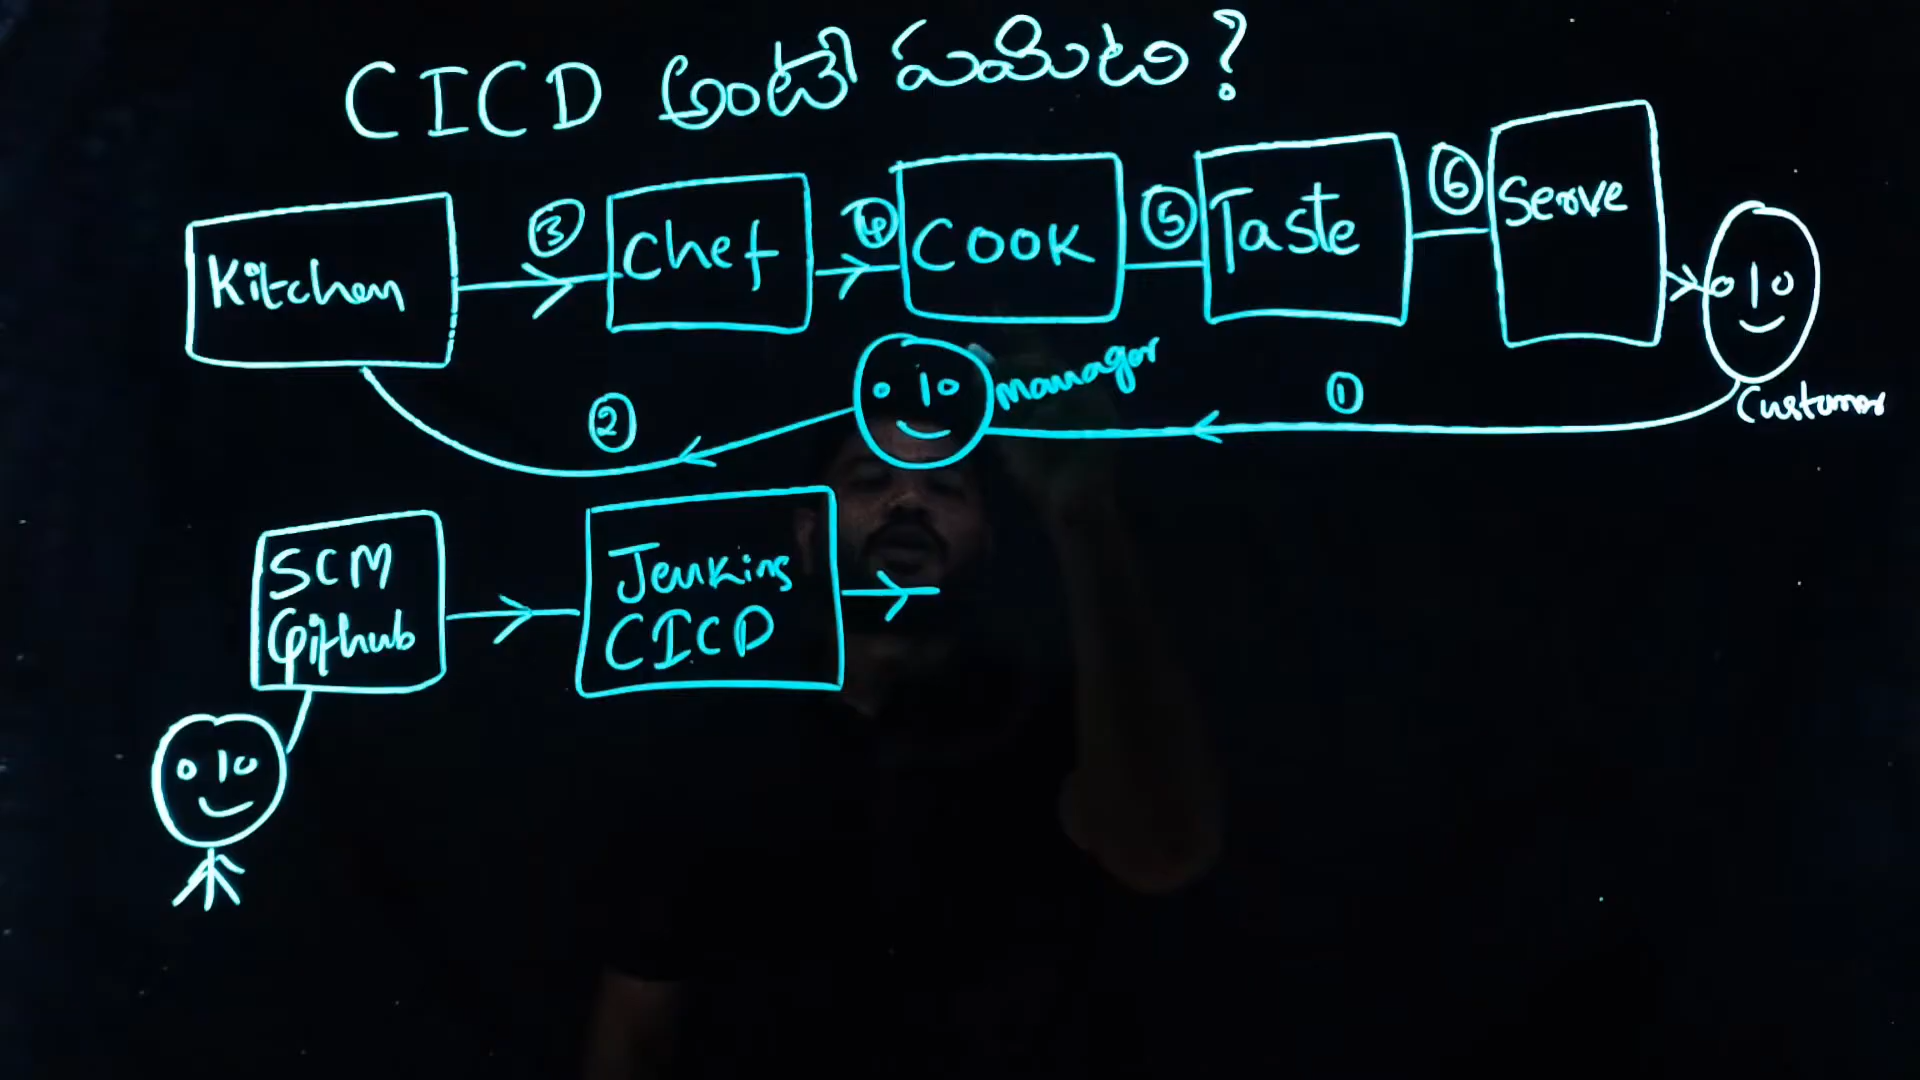 CICD అంటే ఏమిటి?
Kitchen
③
Chef
④
COOK
⑤
Taste
⑥
Serve
Customer
①
manager
②
SCM
Github
Jenkins
CICD